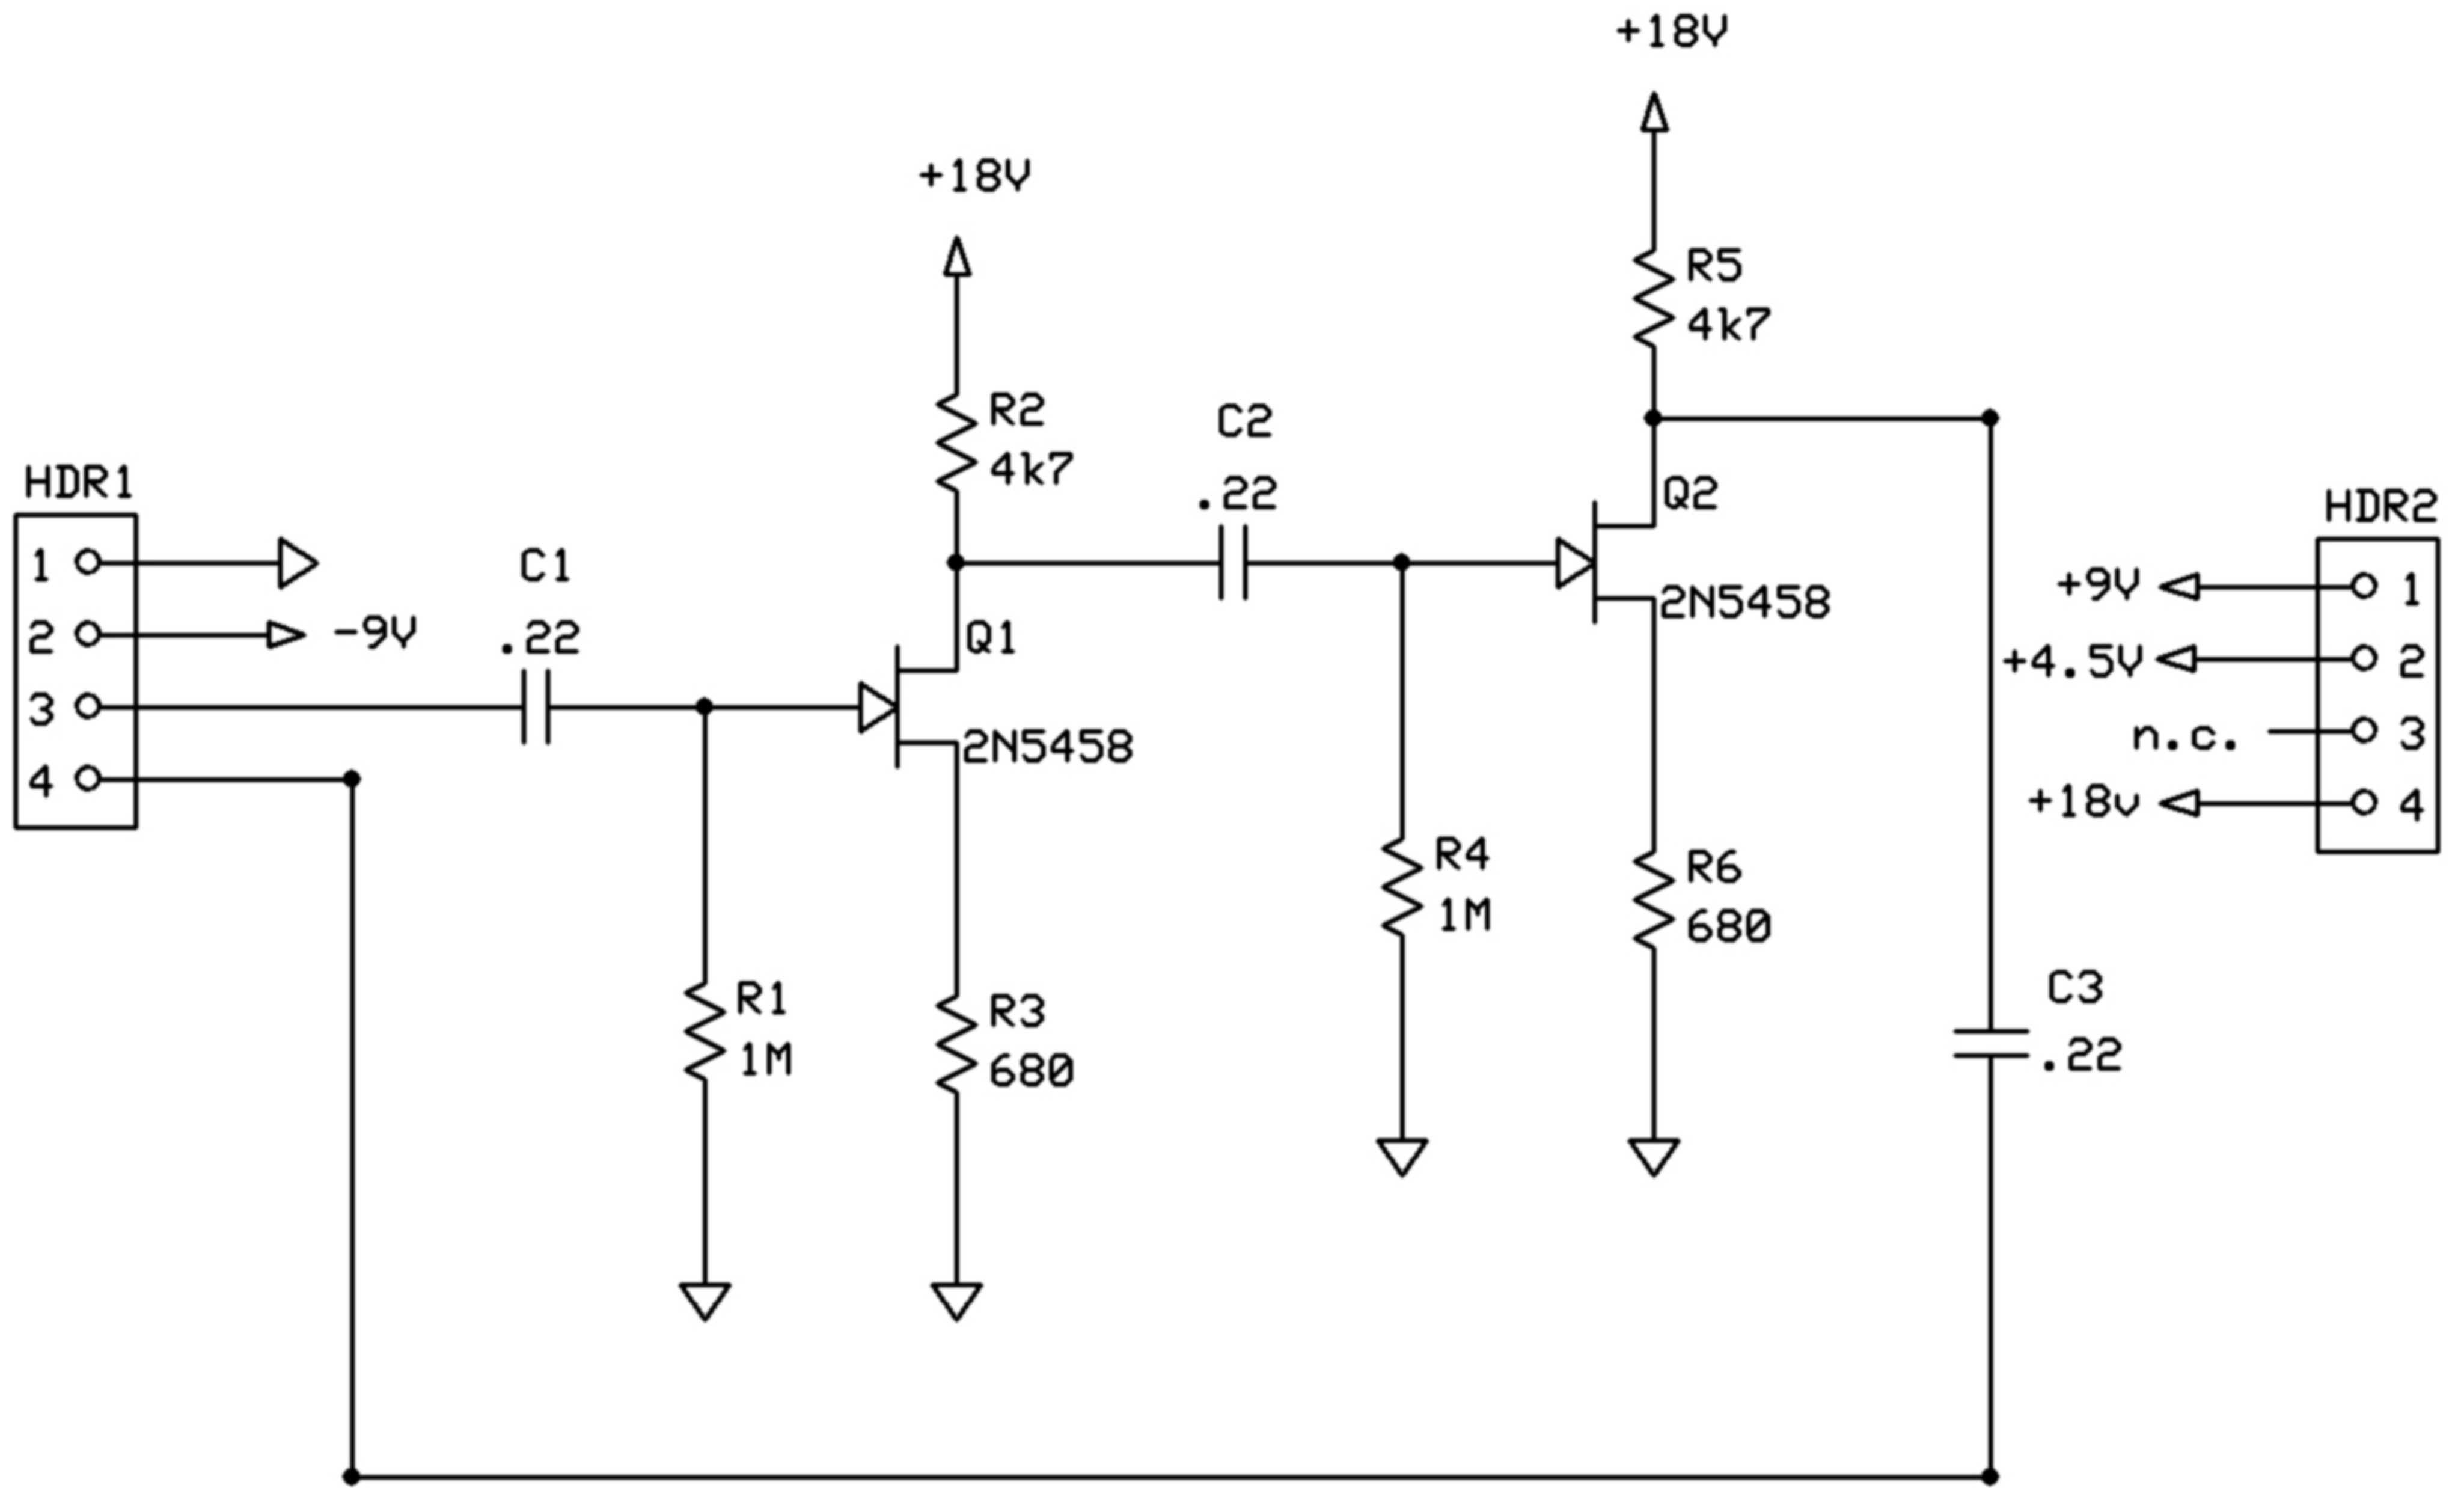 +18V
+18V
R5
4k7
R2
4k7
C2
.22
HDR1
1
2
3
4
-9V
C1
.22
Q1
2N5458
Q2
2N5458
HDR2
+9V
1
+4.5V
2
n.c.
3
+18v
4
R4
1M
R6
680
R1
1M
R3
680
C3
.22